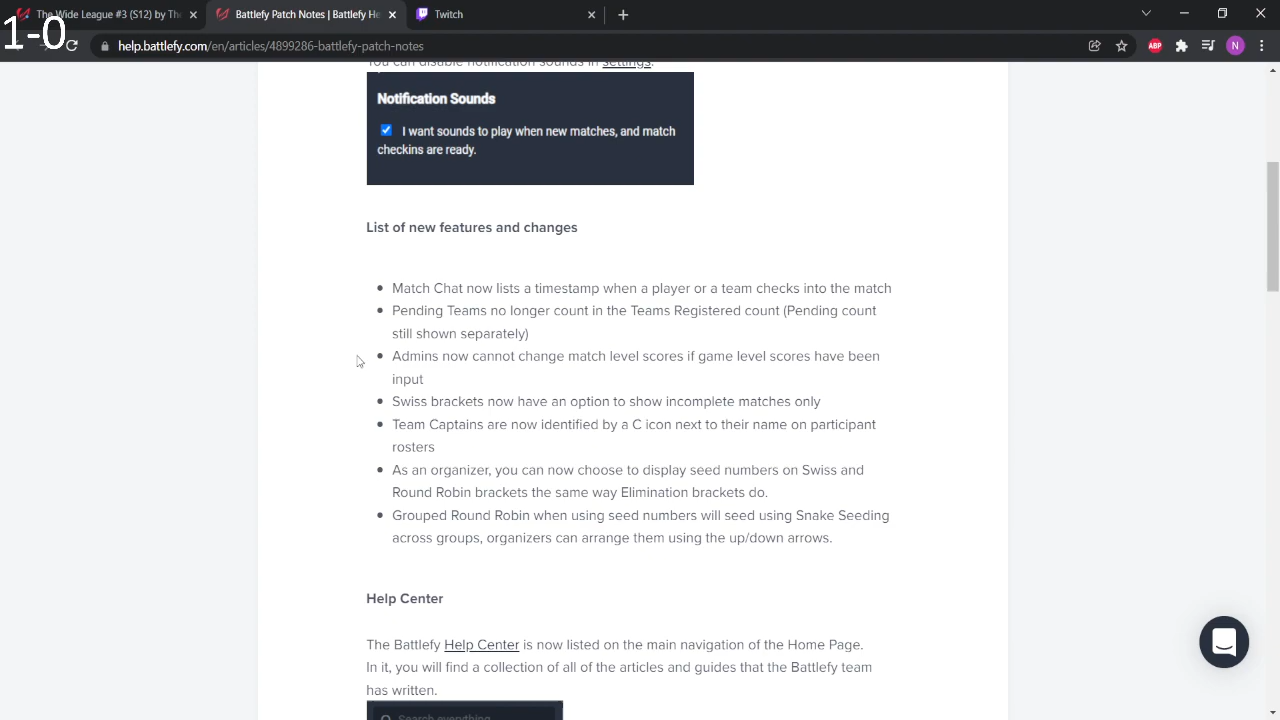 The Wide League #3 (S12) by The
Battlefy Patch Notes | Battlefy He
Twitch
1-0
help.battlefy.com/en/articles/4899286-battlefy-patch-notes
ABP
N
You can disable notification sounds in settings.
Notification Sounds
I want sounds to play when new matches, and match
checkins are ready.
List of new features and changes
Match Chat now lists a timestamp when a player or a team checks into the match
Pending Teams no longer count in the Teams Registered count (Pending count
still shown separately)
Admins now cannot change match level scores if game level scores have been
input
Swiss brackets now have an option to show incomplete matches only
Team Captains are now identified by a C icon next to their name on participant
rosters
As an organizer, you can now choose to display seed numbers on Swiss and
Round Robin brackets the same way Elimination brackets do.
Grouped Round Robin when using seed numbers will seed using Snake Seeding
across groups, organizers can arrange them using the up/down arrows.
Help Center
The Battlefy Help Center is now listed on the main navigation of the Home Page.
In it, you will find a collection of all of the articles and guides that the Battlefy team
has written.
Search everything